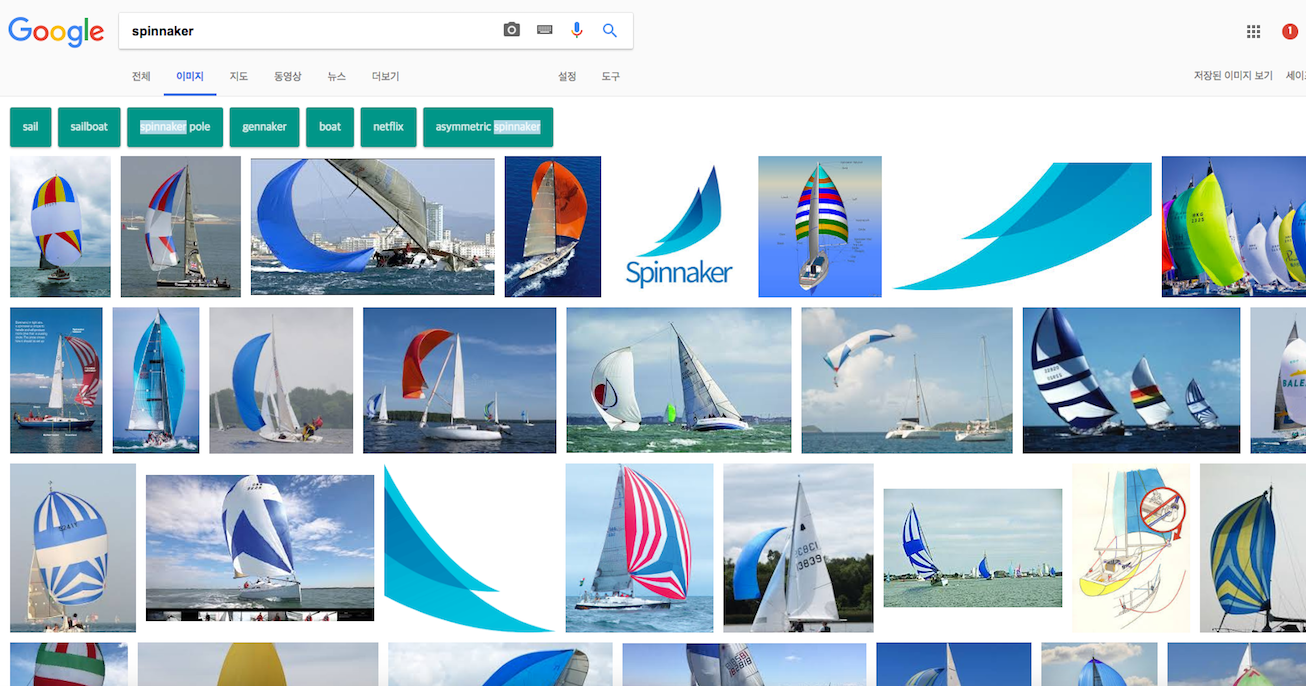 Google
spinnaker
1
전체 이미지 지도 동영상 뉴스 더보기 설정 도구
저장된 이미지 보기
sail sailboat spinnaker pole gennaker boat netflix asymmetric spinnaker
Spinnaker